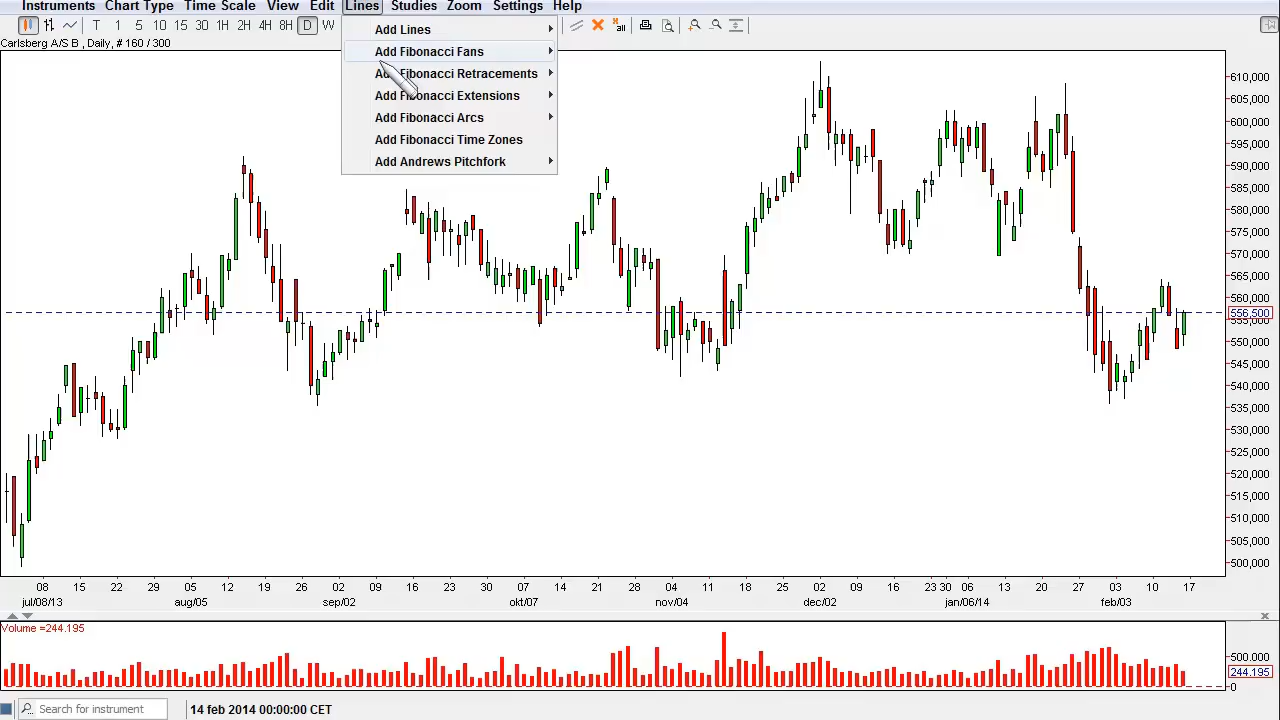 Instruments Chart Type Time Scale View Edit Lines Studies Zoom Settings Help
T 1 5 10 15 30 1H 2H 4H 8H D W
all
Carlsberg A/S B , Daily, # 160 / 300
Add Lines
Add Fibonacci Fans
Add Fibonacci Retracements
Add Fibonacci Extensions
Add Fibonacci Arcs
Add Fibonacci Time Zones
Add Andrews Pitchfork
610,000
605,000
600,000
595,000
590,000
585,000
580,000
575,000
570,000
565,000
560,000
556,500
555,000
550,000
545,000
540,000
535,000
530,000
525,000
520,000
515,000
510,000
505,000
500,000
08 15 22 29 05 12 19 26 02 09 16 23 30 07 14 21 28 04 11 18 25 02 09 16 23 30 06 13 20 27 03 10 17
jul/08/13 aug/05 sep/02 okt/07 nov/04 dec/02 jan/06/14 feb/03
Volume =244.195
500.000
244.195
0
Search for instrument
14 feb 2014 00:00:00 CET